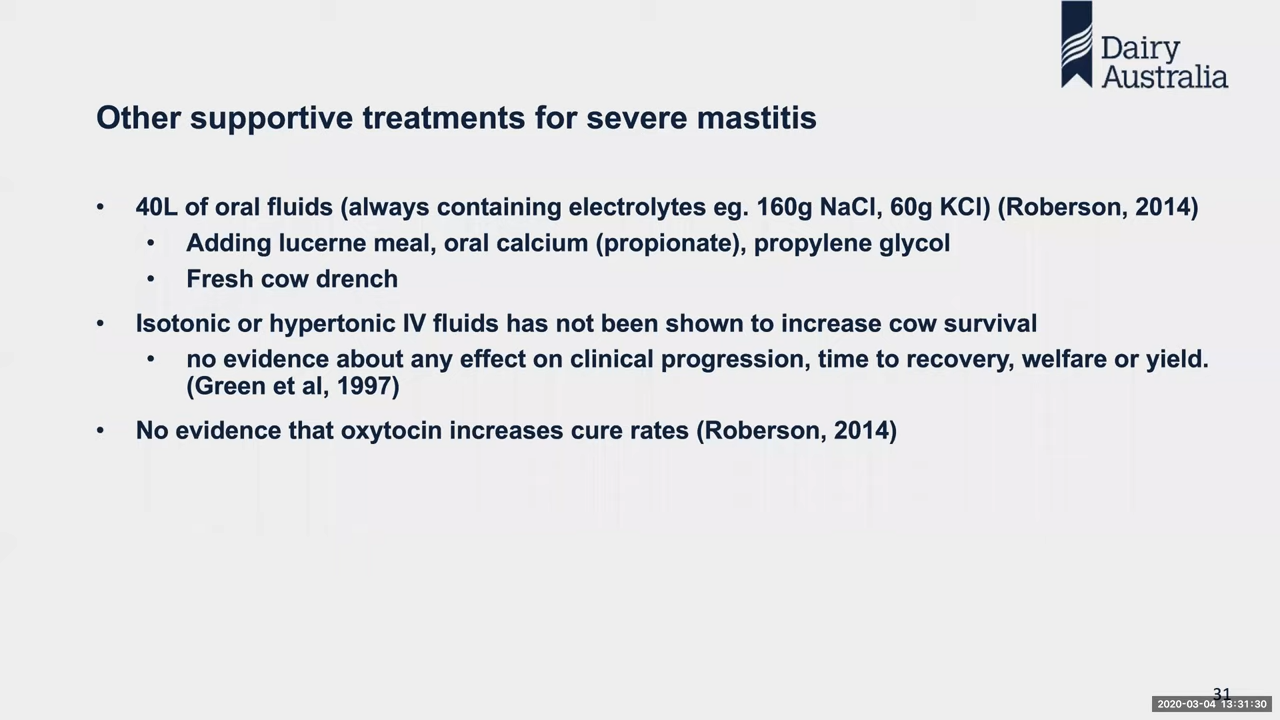 Dairy
Australia
Other supportive treatments for severe mastitis
• 40L of oral fluids (always containing electrolytes eg. 160g NaCl, 60g KCl) (Roberson, 2014)
• Adding lucerne meal, oral calcium (propionate), propylene glycol
• Fresh cow drench
• Isotonic or hypertonic IV fluids has not been shown to increase cow survival
• no evidence about any effect on clinical progression, time to recovery, welfare or yield.
(Green et al, 1997)
• No evidence that oxytocin increases cure rates (Roberson, 2014)
31
2020-03-04 13:31:30